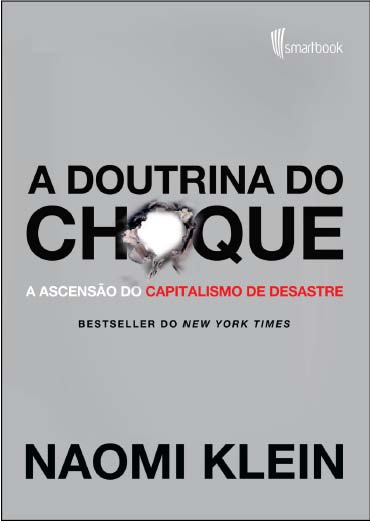 smartbook
A DOUTRINA DO
CHOQUE
A ASCENSÃO DO CAPITALISMO DE DESASTRE
BESTSELLER DO NEW YORK TIMES
NAOMI KLEIN